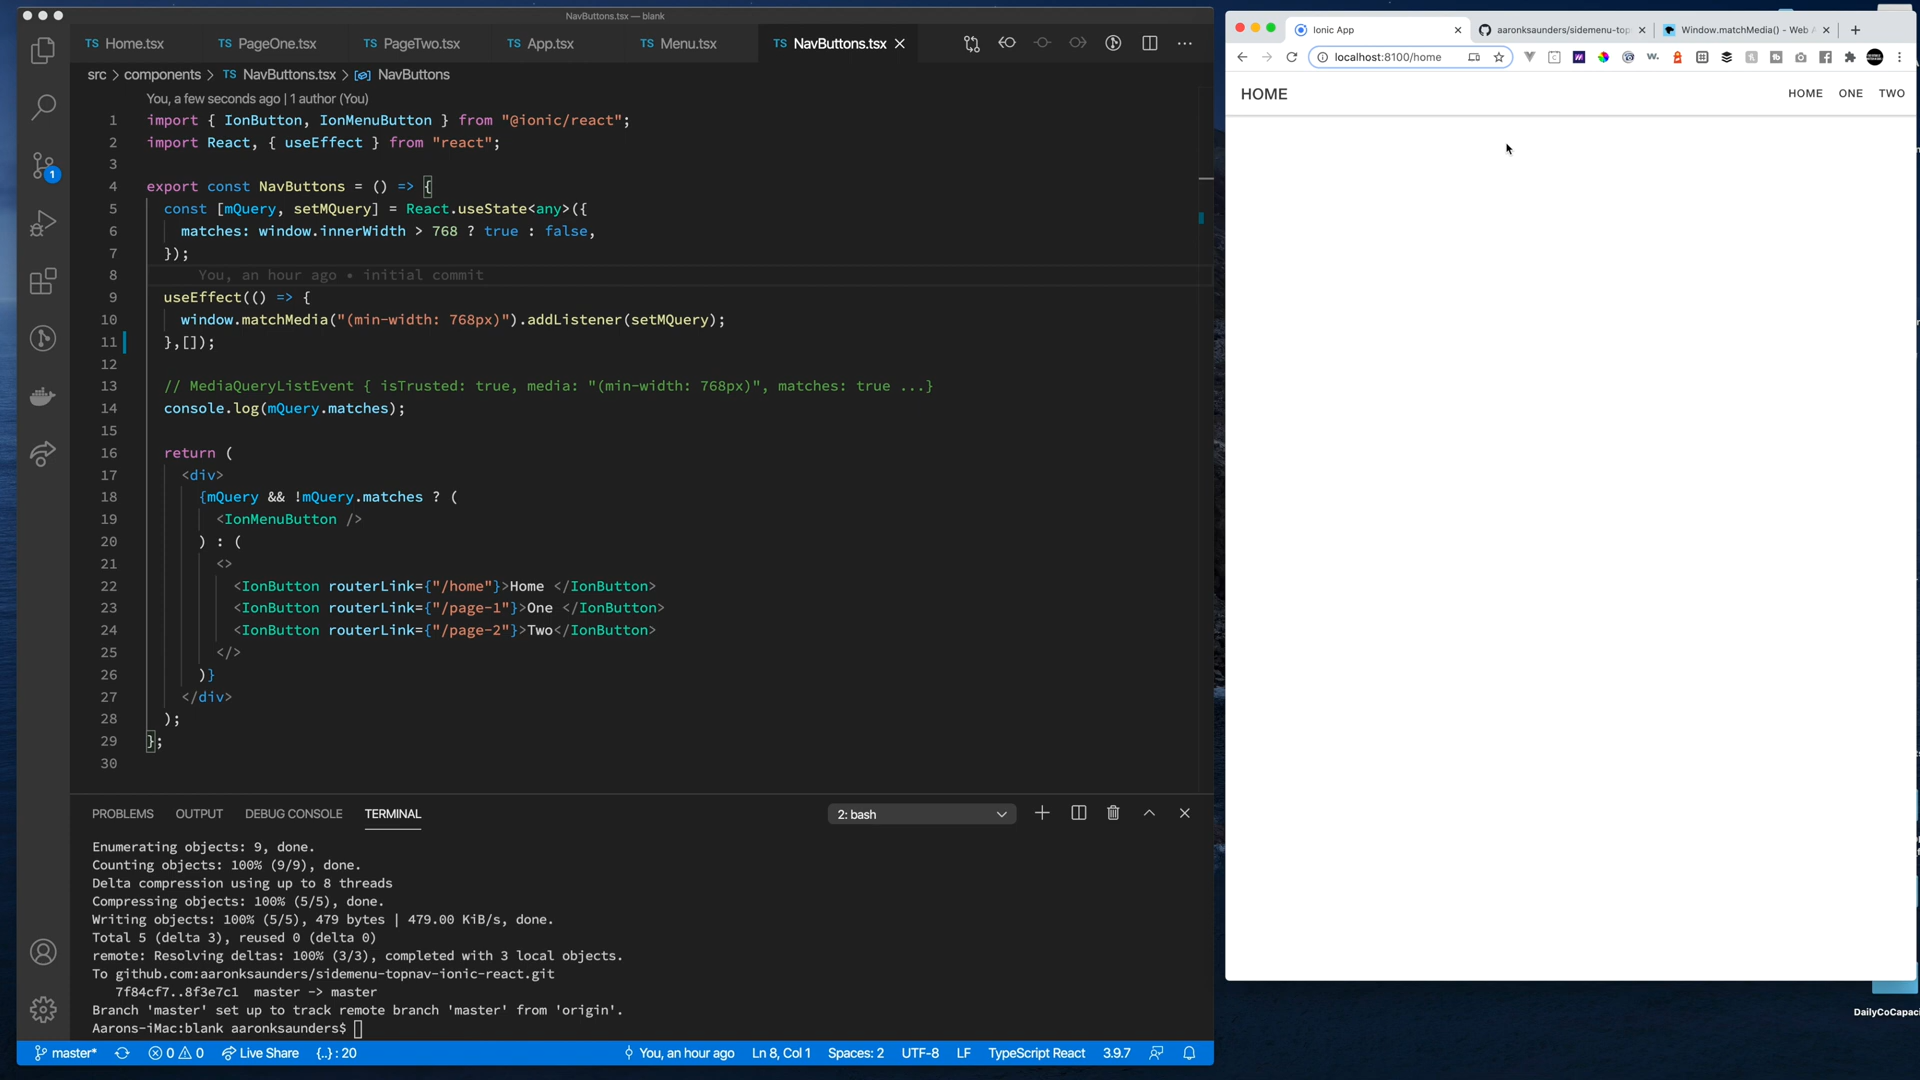 NavButtons.tsx — blank
TS Home.tsx
TS PageOne.tsx
TS PageTwo.tsx
TS App.tsx
TS Menu.tsx
TS NavButtons.tsx
src > components > TS NavButtons.tsx > NavButtons
You, a few seconds ago | 1 author (You)
1 import { IonButton, IonMenuButton } from "@ionic/react";
2 import React, { useEffect } from "react";
3
4 export const NavButtons = () => {
5 const [mQuery, setMQuery] = React.useState<any>({
6 matches: window.innerWidth > 768 ? true : false,
7 });
8 You, an hour ago • initial commit
9 useEffect(() => {
10 window.matchMedia("(min-width: 768px)").addListener(setMQuery);
11 },[]);
12
13 // MediaQueryListEvent { isTrusted: true, media: "(min-width: 768px)", matches: true ...}
14 console.log(mQuery.matches);
15
16 return (
17 <div>
18 {mQuery && !mQuery.matches ? (
19 <IonMenuButton />
20 ) : (
21 <>
22 <IonButton routerLink={"/home"}>Home </IonButton>
23 <IonButton routerLink={"/page-1"}>One </IonButton>
24 <IonButton routerLink={"/page-2"}>Two</IonButton>
25 </>
26 )}
27 </div>
28 );
29 };
30
1
PROBLEMS OUTPUT DEBUG CONSOLE TERMINAL
2: bash
Enumerating objects: 9, done.
Counting objects: 100% (9/9), done.
Delta compression using up to 8 threads
Compressing objects: 100% (5/5), done.
Writing objects: 100% (5/5), 479 bytes | 479.00 KiB/s, done.
Total 5 (delta 3), reused 0 (delta 0)
remote: Resolving deltas: 100% (3/3), completed with 3 local objects.
To github.com:aaronksaunders/sidemenu-topnav-ionic-react.git
7f84cf7..8f3e7c1 master -> master
Branch 'master' set up to track remote branch 'master' from 'origin'.
Aarons-iMac:blank aaronksaunders$
master* 0 0 Live Share {..} : 20
You, an hour ago Ln 8, Col 1 Spaces: 2 UTF-8 LF TypeScript React 3.9.7
Ionic App
aaronksaunders/sidemenu-top
Window.matchMedia() - Web A
localhost:8100/home
HOME
HOME ONE TWO
DailyCoCapaci